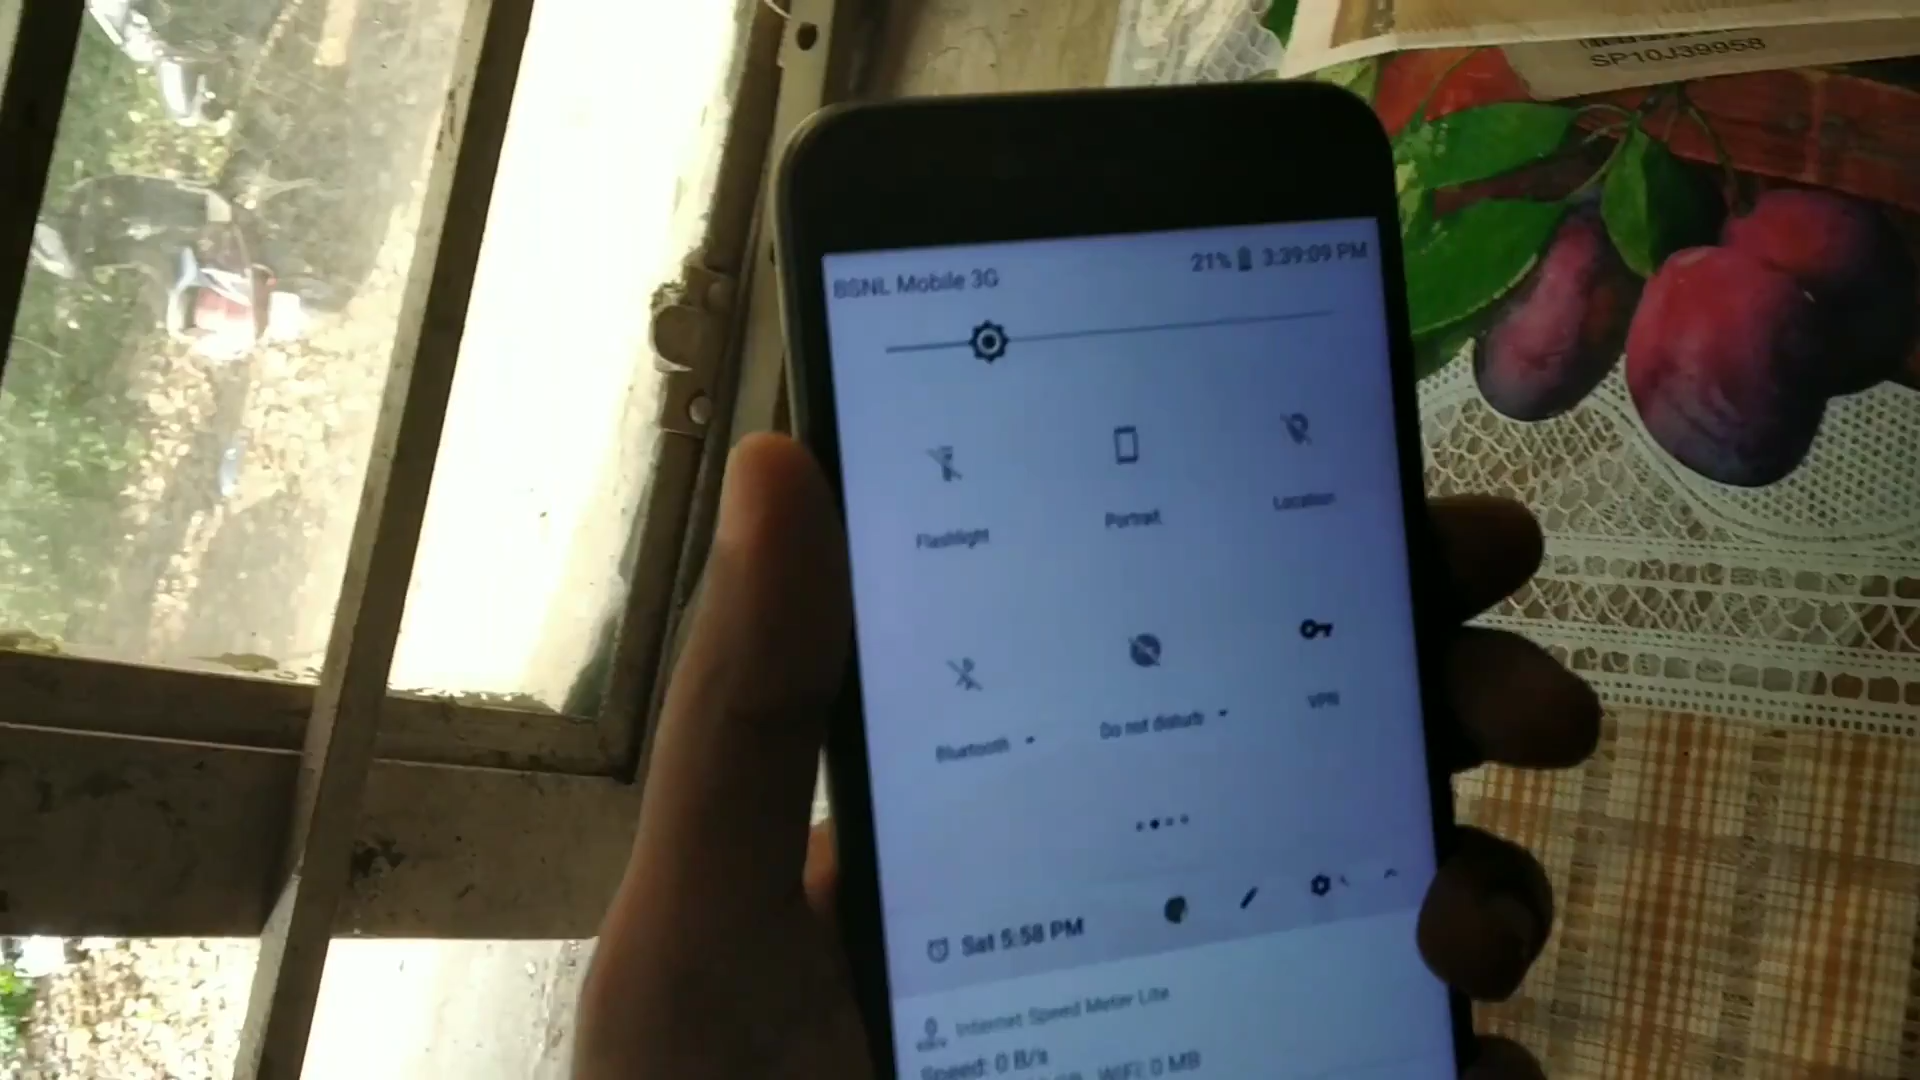 SP10J39958
BSNL Mobile 3G
21% 3:39:09 PM
Flashlight
Portrait
Location
Bluetooth
Do not disturb
VPN
Sat 5:58 PM
Internet Speed Meter Lite
Speed: 0 B/s
WiFi: 0 MB